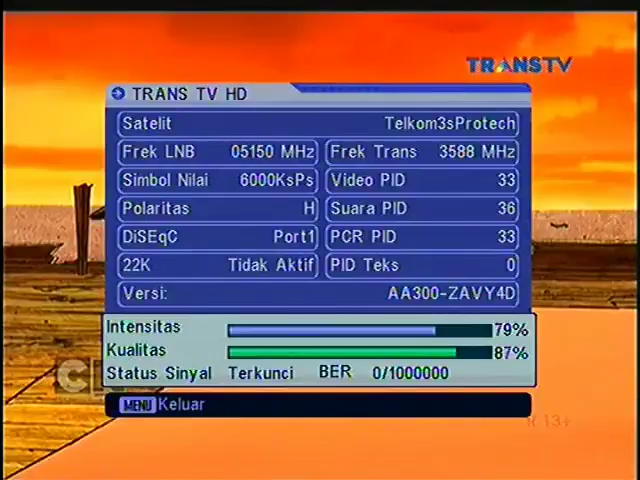 TRANSTV
TRANS TV HD
Satelit Telkom3sProtech
Frek LNB 05150 MHz Frek Trans 3588 MHz
Simbol Nilai 6000KsPs Video PID 33
Polaritas H Suara PID 36
DiSEqC Port1 PCR PID 33
22K Tidak Aktif PID Teks 0
Versi: AA300-ZAVY4D
Intensitas 79%
Kualitas 87%
Status Sinyal Terkunci BER 0/1000000
MENU Keluar
R 13+